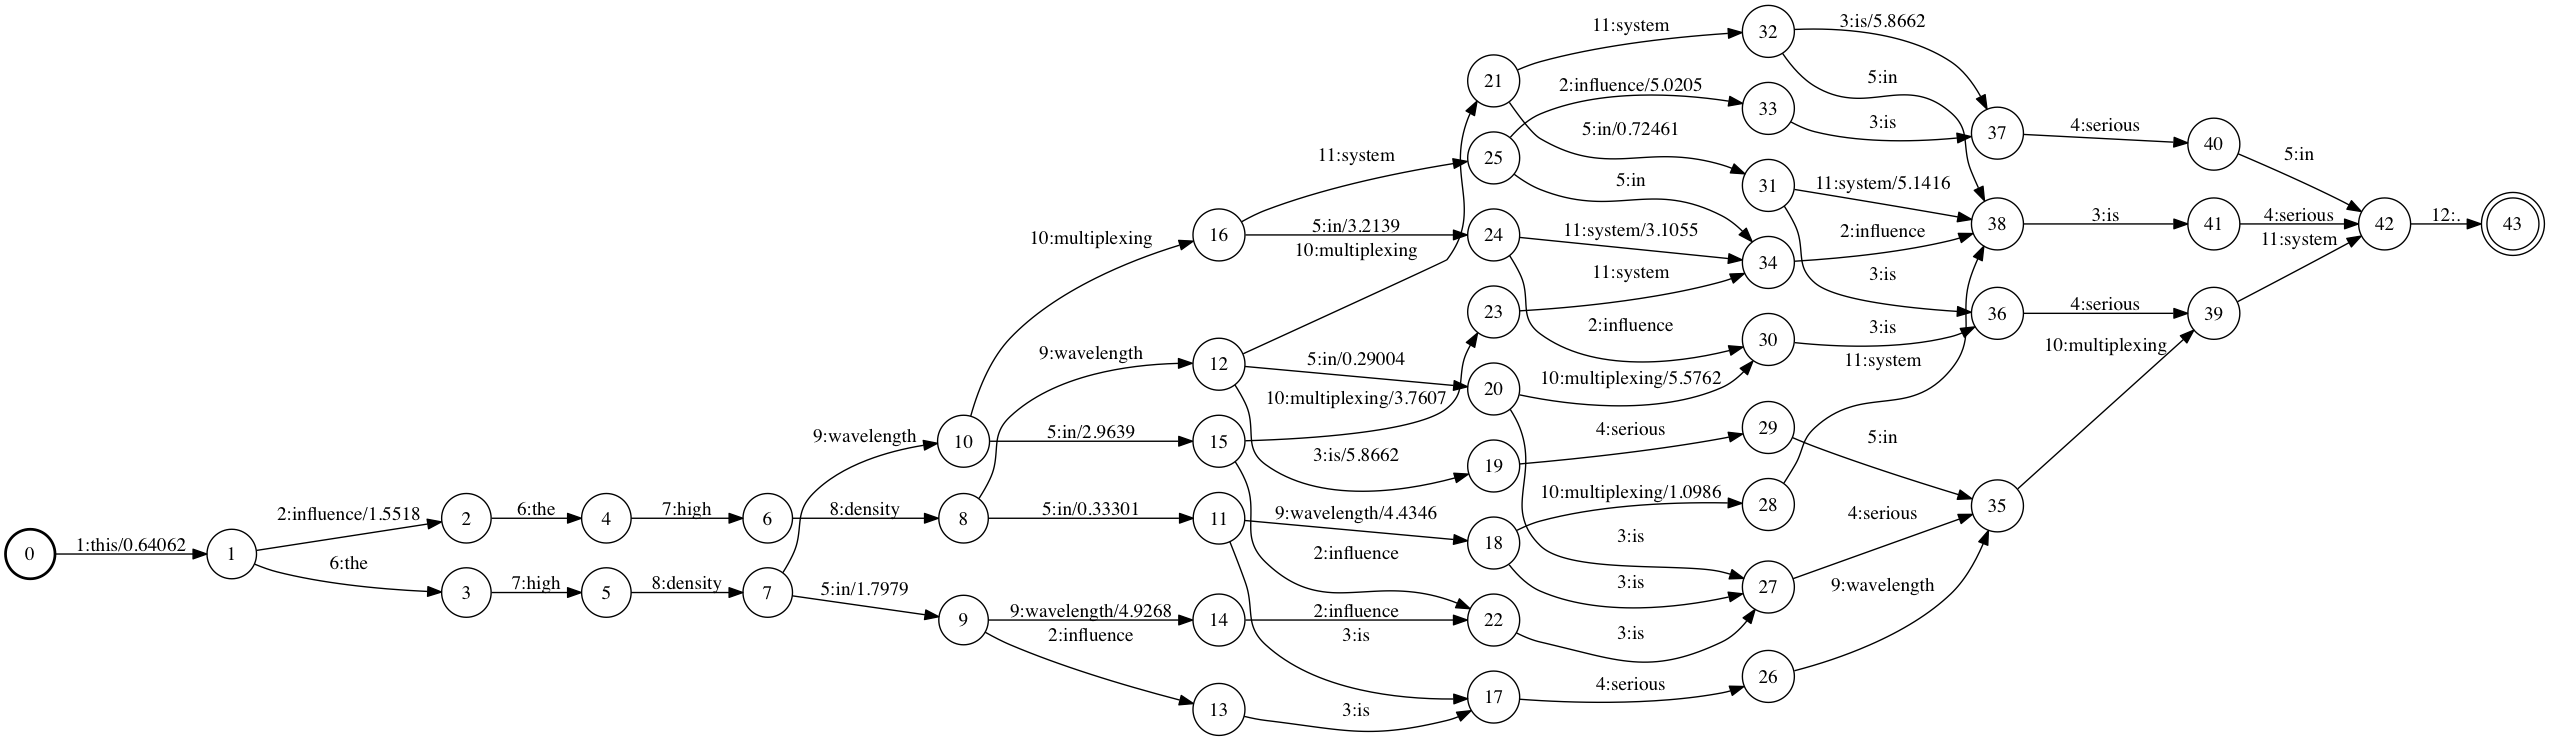 0
1:this/0.64062
1
2:influence/1.5518
6:the
2
6:the
4
7:high
6
8:density
8
3
7:high
5
8:density
7
9:wavelength
5:in/1.7979
10
10:multiplexing
5:in/2.9639
9:wavelength
5:in/0.33301
9
9:wavelength/4.9268
2:influence
16
11:system
5:in/3.2139
10:multiplexing
12
5:in/0.29004
3:is/5.8662
15
10:multiplexing/3.7607
2:influence
11
9:wavelength/4.4346
3:is
14
2:influence
13
3:is
21
11:system
5:in/0.72461
25
2:influence/5.0205
5:in
24
11:system/3.1055
2:influence
23
11:system
20
10:multiplexing/5.5762
3:is
19
4:serious
18
10:multiplexing/1.0986
3:is
22
3:is
17
4:serious
32
3:is/5.8662
5:in
33
3:is
31
11:system/5.1416
3:is
34
2:influence
30
3:is
29
5:in
28
11:system
27
4:serious
26
9:wavelength
37
4:serious
38
3:is
36
4:serious
35
10:multiplexing
40
5:in
41
4:serious
39
11:system
42
12:.
43